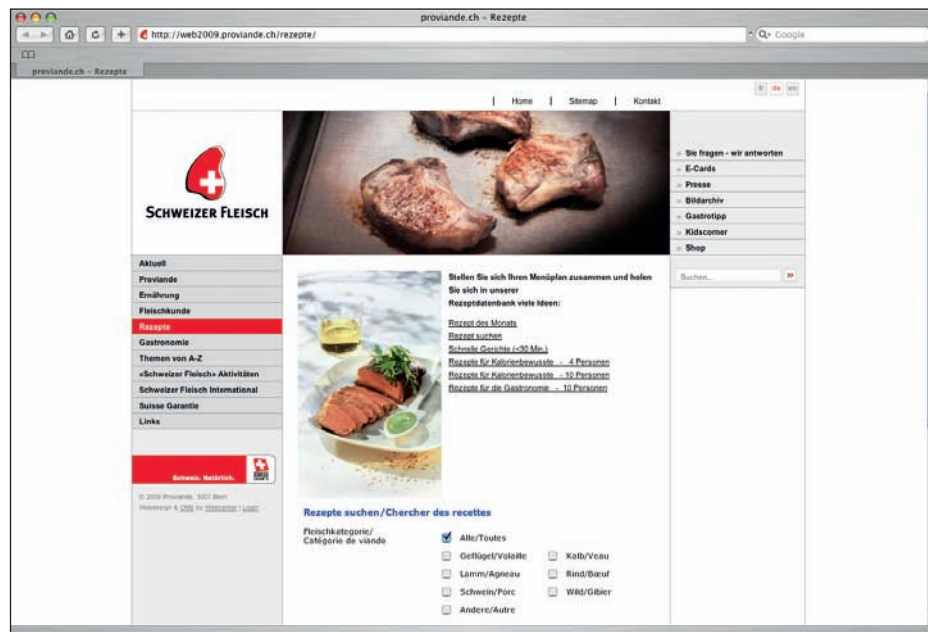 proviande.ch – Rezepte
http://web2009.proviande.ch/rezepte/
Google
proviande.ch – Rezepte
fr de en
Home | Sitemap | Kontakt
SCHWEIZER FLEISCH
Sie fragen - wir antworten
E-Cards
Presse
Bildarchiv
Gastrotipp
Kidscorner
Shop
Suchen...
Aktuell
Proviande
Ernährung
Fleischkunde
Rezepte
Gastronomie
Themen von A-Z
«Schweizer Fleisch» Aktivitäten
Schweizer Fleisch International
Suisse Garantie
Links
Schweiz. Natürlich.
© 2009 Proviande, 3001 Bern
Webdesign & CMS by | Login
Stellen Sie sich Ihren Menüplan zusammen und holen
Sie sich in unserer
Rezeptdatenbank viele Ideen:
Rezept des Monats
Rezept suchen
Schnelle Gerichte (<30 Min.)
Rezepte für Kalorienbewusste - 4 Personen
Rezepte für Kalorienbewusste - 10 Personen
Rezepte für die Gastronomie - 10 Personen
Rezepte suchen/Chercher des recettes
Fleischkategorie/
Catégorie de viande
Alle/Toutes
Geflügel/Volaille Kalb/Veau
Lamm/Agneau Rind/Bœuf
Schwein/Porc Wild/Gibier
Andere/Autre